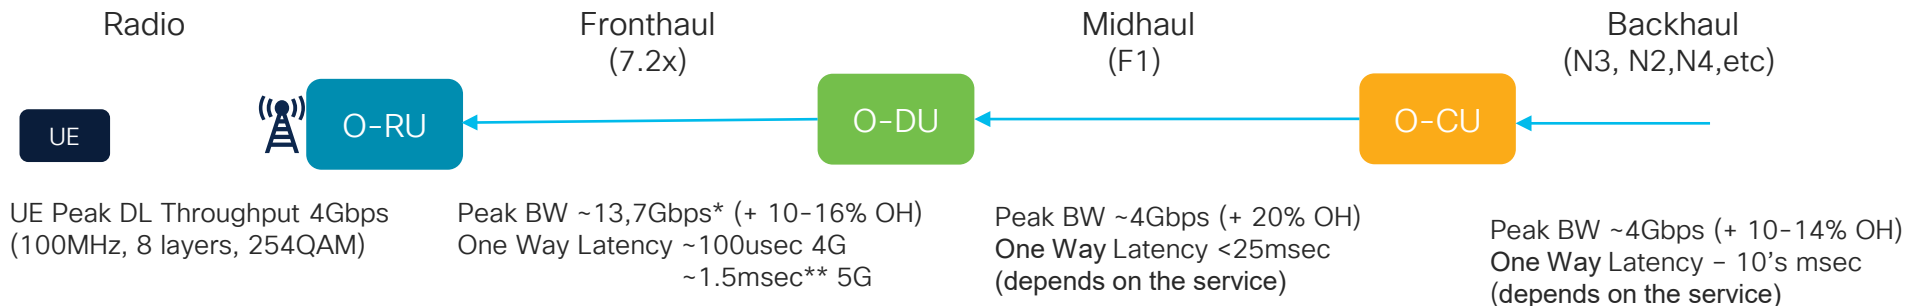 Radio
Fronthaul
(7.2x)
Midhaul
(F1)
Backhaul
(N3, N2,N4,etc)
UE
O-RU
O-DU
O-CU
UE Peak DL Throughput 4Gbps
(100MHz, 8 layers, 254QAM)
Peak BW ~13,7Gbps* (+ 10-16% OH)
One Way Latency ~100usec 4G
~1.5msec** 5G
Peak BW ~4Gbps (+ 20% OH)
One Way Latency <25msec
(depends on the service)
Peak BW ~4Gbps (+ 10-14% OH)
One Way Latency – 10's msec
(depends on the service)